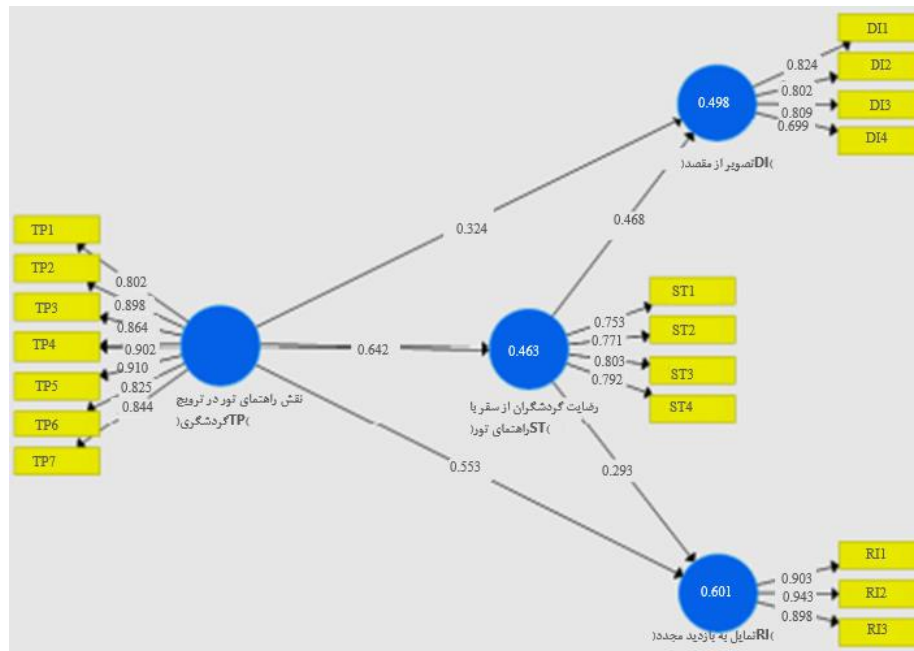 DI1
DI2
DI3
DI4
0.824
0.802
0.809
0.699
0.498
)DIتصویر از مقصد(
0.324
0.468
TP1
TP2
TP3
TP4
TP5
TP6
TP7
0.802
0.898
0.864
0.902
0.910
0.825
0.844
نقش راهنمای تور در ترویج
)TPگردشگری(
0.642
0.463
رضایت گردشگران از سفر با
)STراهنمای تور(
ST1
ST2
ST3
ST4
0.753
0.771
0.803
0.792
0.553
0.293
0.601
)RIتمایل به بازدید مجدد(
RI1
RI2
RI3
0.903
0.943
0.898